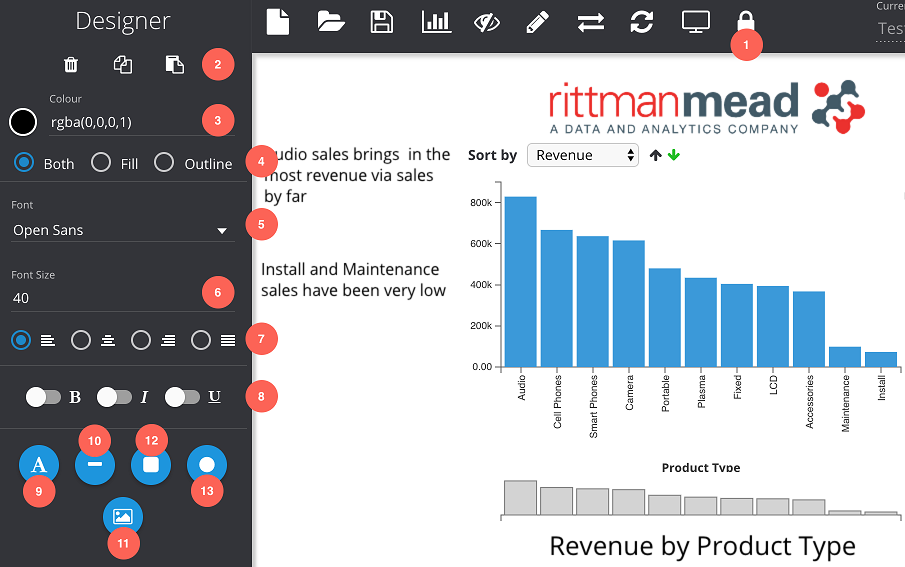 Designer
Curre
Tes
1
2
Colour
rgba(0,0,0,1)
3
Both
Fill
Outline
4
Font
Open Sans
5
Font Size
40
6
7
B
I
U
8
10
12
A
9
13
11
rittmanmead
A DATA AND ANALYTICS COMPANY
udio sales brings in the
most revenue via sales
by far
Install and Maintenance
sales have been very low
Sort by
Revenue
800k
600k
400k
200k
0.00
Audio
Cell Phones
Smart Phones
Camera
Portable
Plasma
Fixed
LCD
Accessories
Maintenance
Install
Product Type
Revenue by Product Type